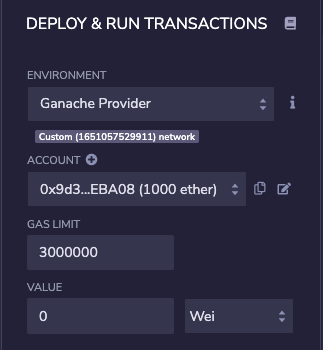 DEPLOY & RUN TRANSACTIONS
ENVIRONMENT
Ganache Provider
Custom (1651057529911) network
ACCOUNT
0x9d3...EBA08 (1000 ether)
GAS LIMIT
3000000
VALUE
0 Wei